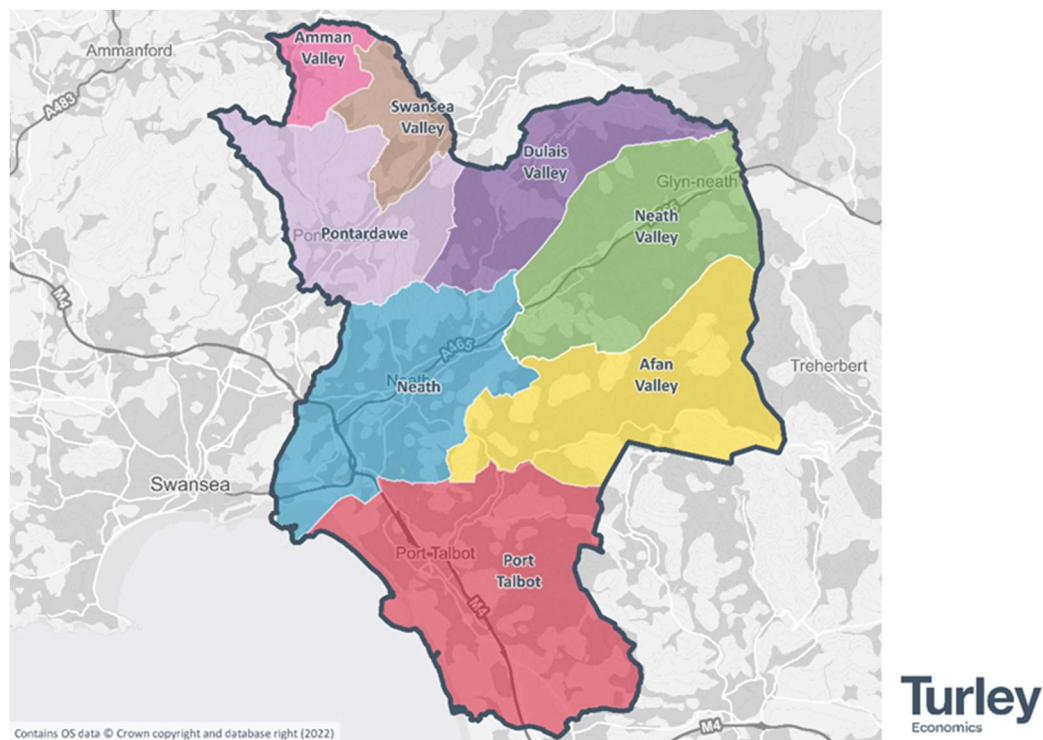 Ammanford
Amman
Valley
A483
Swansea
Valley
Dulais
Valley
Glyn-neath
Neath
Valley
Pontardawe
M4
A465
Neath
Afan
Valley
Treherbert
Swansea
Port Talbot
Port
Talbot
M4
M4
Contains OS data © Crown copyright and database right (2022)
Turley
Economics